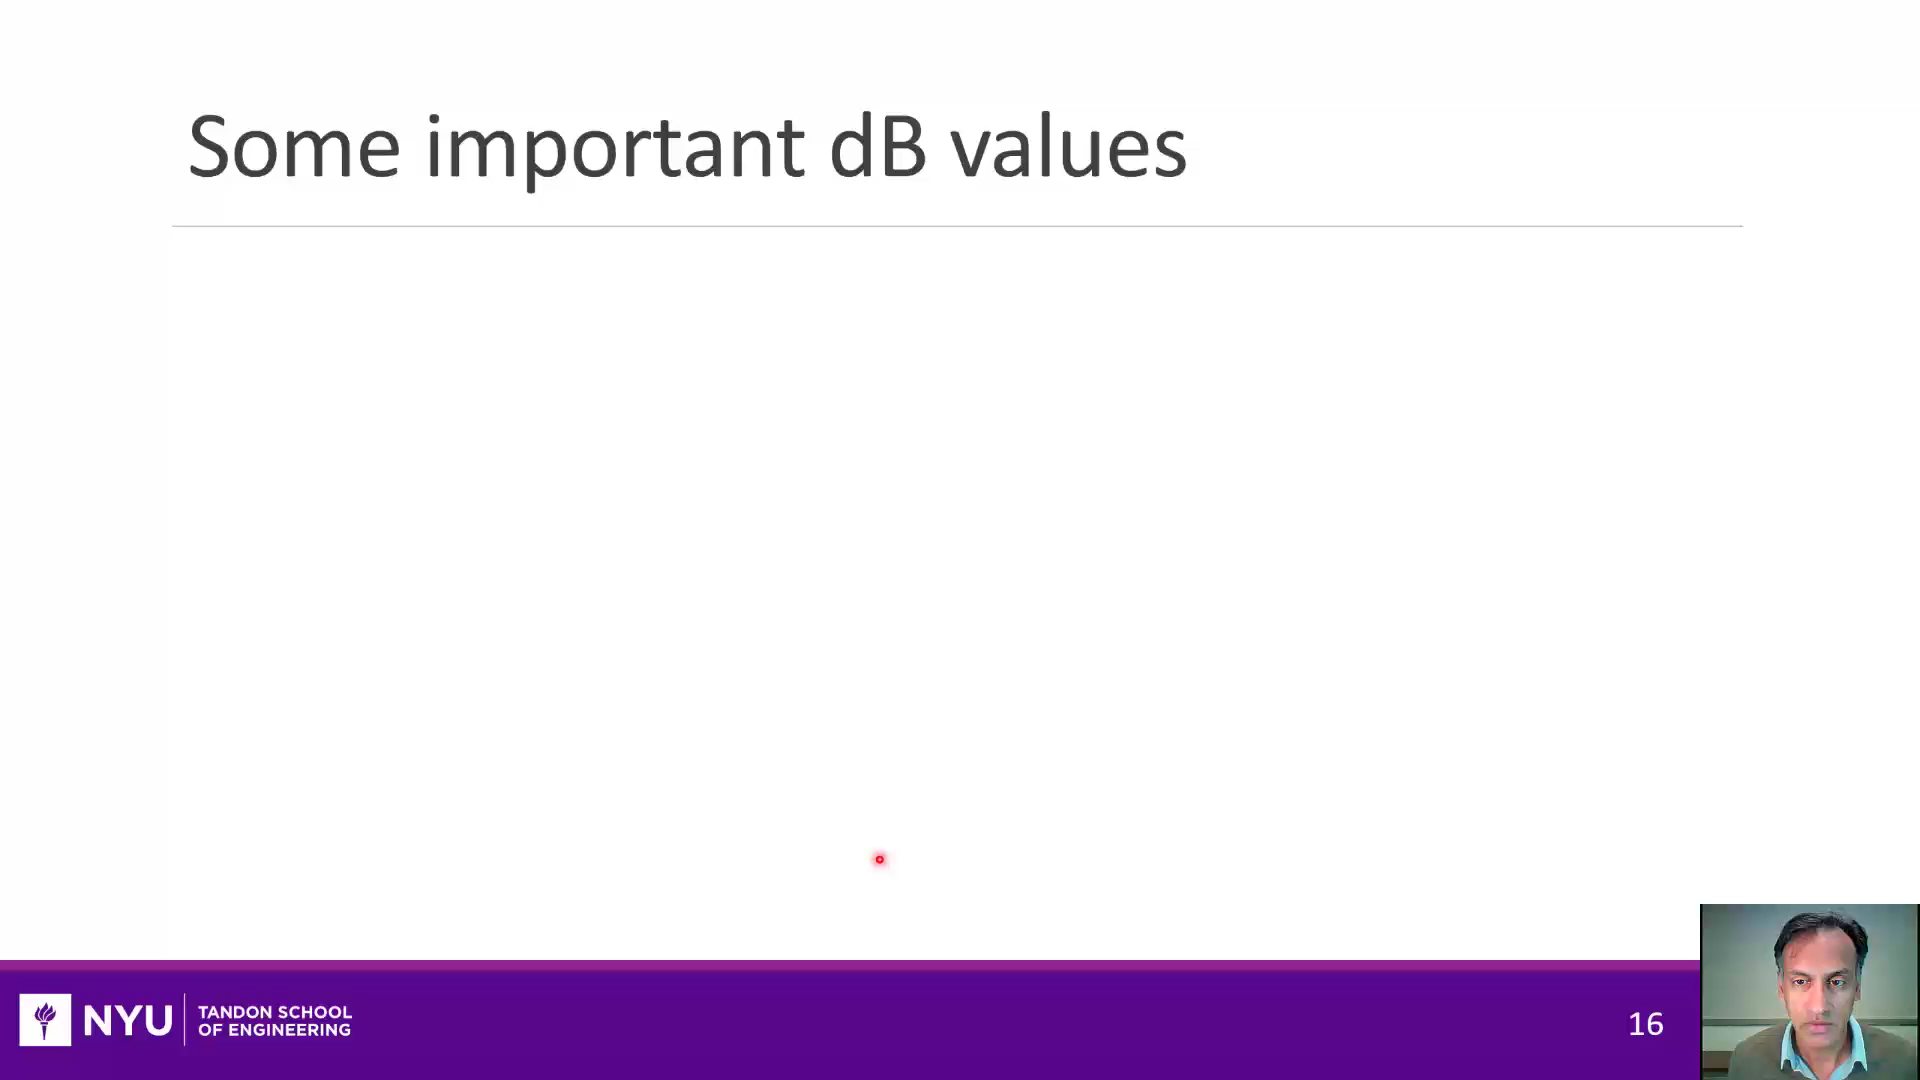 Some important dB values
NYU
TANDON SCHOOL
OF ENGINEERING
16